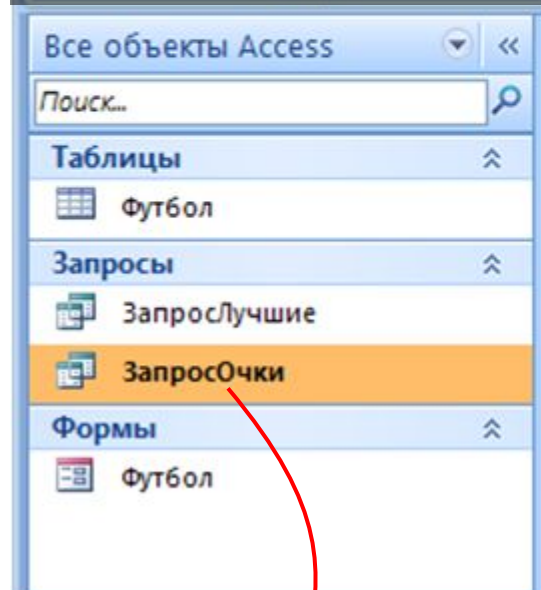 Все объекты Access
Поиск...
Таблицы
Футбол
Запросы
ЗапросЛучшие
ЗапросОчки
Формы
Футбол